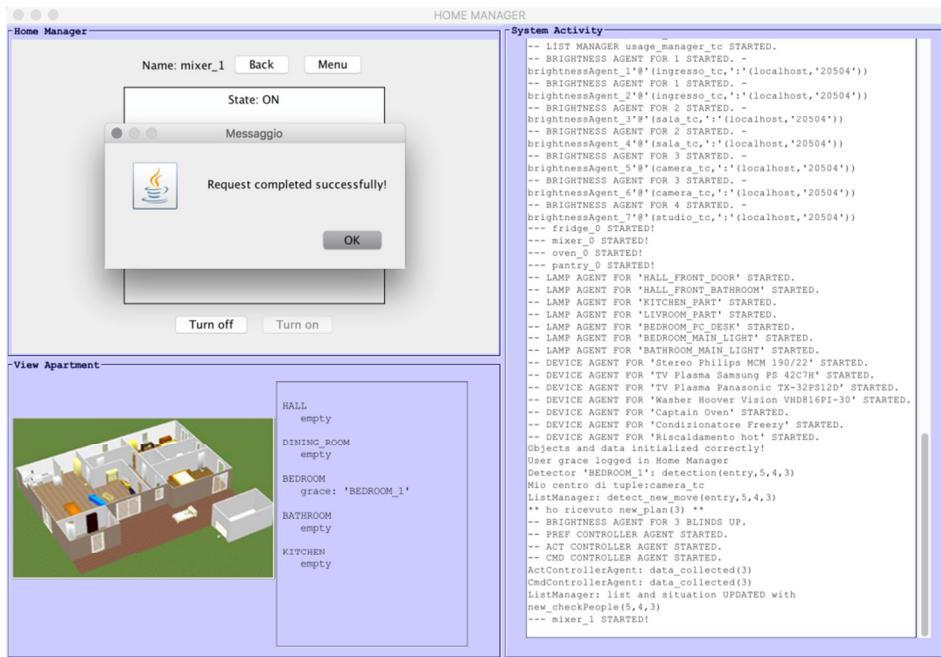 HOME MANAGER
Home Manager
Name: mixer_1 Back Menu
State: ON
Messaggio
Request completed successfully!
OK
Turn off Turn on
View Apartment
HALL
empty
DINING_ROOM
empty
BEDROOM
grace: 'BEDROOM_1'
BATHROOM
empty
KITCHEN
empty
System Activity
-- LIST MANAGER usage_manager_tc STARTED.
-- BRIGHTNESS AGENT FOR 1 STARTED. -
brightnessAgent_1'@'(ingresso_tc,':'(localhost,'20504'))
-- BRIGHTNESS AGENT FOR 1 STARTED. -
brightnessAgent_2'@'(ingresso_tc,':'(localhost,'20504'))
-- BRIGHTNESS AGENT FOR 2 STARTED. -
brightnessAgent_3'@'(sala_tc,':'(localhost,'20504'))
-- BRIGHTNESS AGENT FOR 2 STARTED. -
brightnessAgent_4'@'(sala_tc,':'(localhost,'20504'))
-- BRIGHTNESS AGENT FOR 3 STARTED. -
brightnessAgent_5'@'(camera_tc,':'(localhost,'20504'))
-- BRIGHTNESS AGENT FOR 3 STARTED. -
brightnessAgent_6'@'(camera_tc,':'(localhost,'20504'))
-- BRIGHTNESS AGENT FOR 4 STARTED. -
brightnessAgent_7'@'(studio_tc,':'(localhost,'20504'))
--- fridge_0 STARTED!
--- mixer_0 STARTED!
--- oven_0 STARTED!
--- pantry_0 STARTED!
-- LAMP AGENT FOR 'HALL_FRONT_DOOR' STARTED.
-- LAMP AGENT FOR 'HALL_FRONT_BATHROOM' STARTED.
-- LAMP AGENT FOR 'KITCHEN_PART' STARTED.
-- LAMP AGENT FOR 'LIVROOM_PART' STARTED.
-- LAMP AGENT FOR 'BEDROOM_PC_DESK' STARTED.
-- LAMP AGENT FOR 'BEDROOM_MAIN_LIGHT' STARTED.
-- LAMP AGENT FOR 'BATHROOM_MAIN_LIGHT' STARTED.
-- DEVICE AGENT FOR 'Stereo Philips MCM 190/22' STARTED.
-- DEVICE AGENT FOR 'TV Plasma Samsung PS 42C7H' STARTED.
-- DEVICE AGENT FOR 'TV Plasma Panasonic TX-32PS12D' STARTED.
-- DEVICE AGENT FOR 'Washer Hoover Vision VHD816PI-30' STARTED.
-- DEVICE AGENT FOR 'Captain Oven' STARTED.
-- DEVICE AGENT FOR 'Condizionatore Freezy' STARTED.
-- DEVICE AGENT FOR 'Riscaldamento hot' STARTED.
Objects and data initialized correctly!
User grace logged in Home Manager
Detector 'BEDROOM_1': detection(entry,5,4,3)
Mio centro di tuple:camera_tc
ListManager: detect_new_move(entry,5,4,3)
** ho ricevuto new_plan(3) **
-- BRIGHTNESS AGENT FOR 3 BLINDS UP.
-- PREF CONTROLLER AGENT STARTED.
-- ACT CONTROLLER AGENT STARTED.
-- CMD CONTROLLER AGENT STARTED.
ActControllerAgent: data_collected(3)
CmdControllerAgent: data_collected(3)
ListManager: list and situation UPDATED with
new_checkPeople(5,4,3)
--- mixer_1 STARTED!